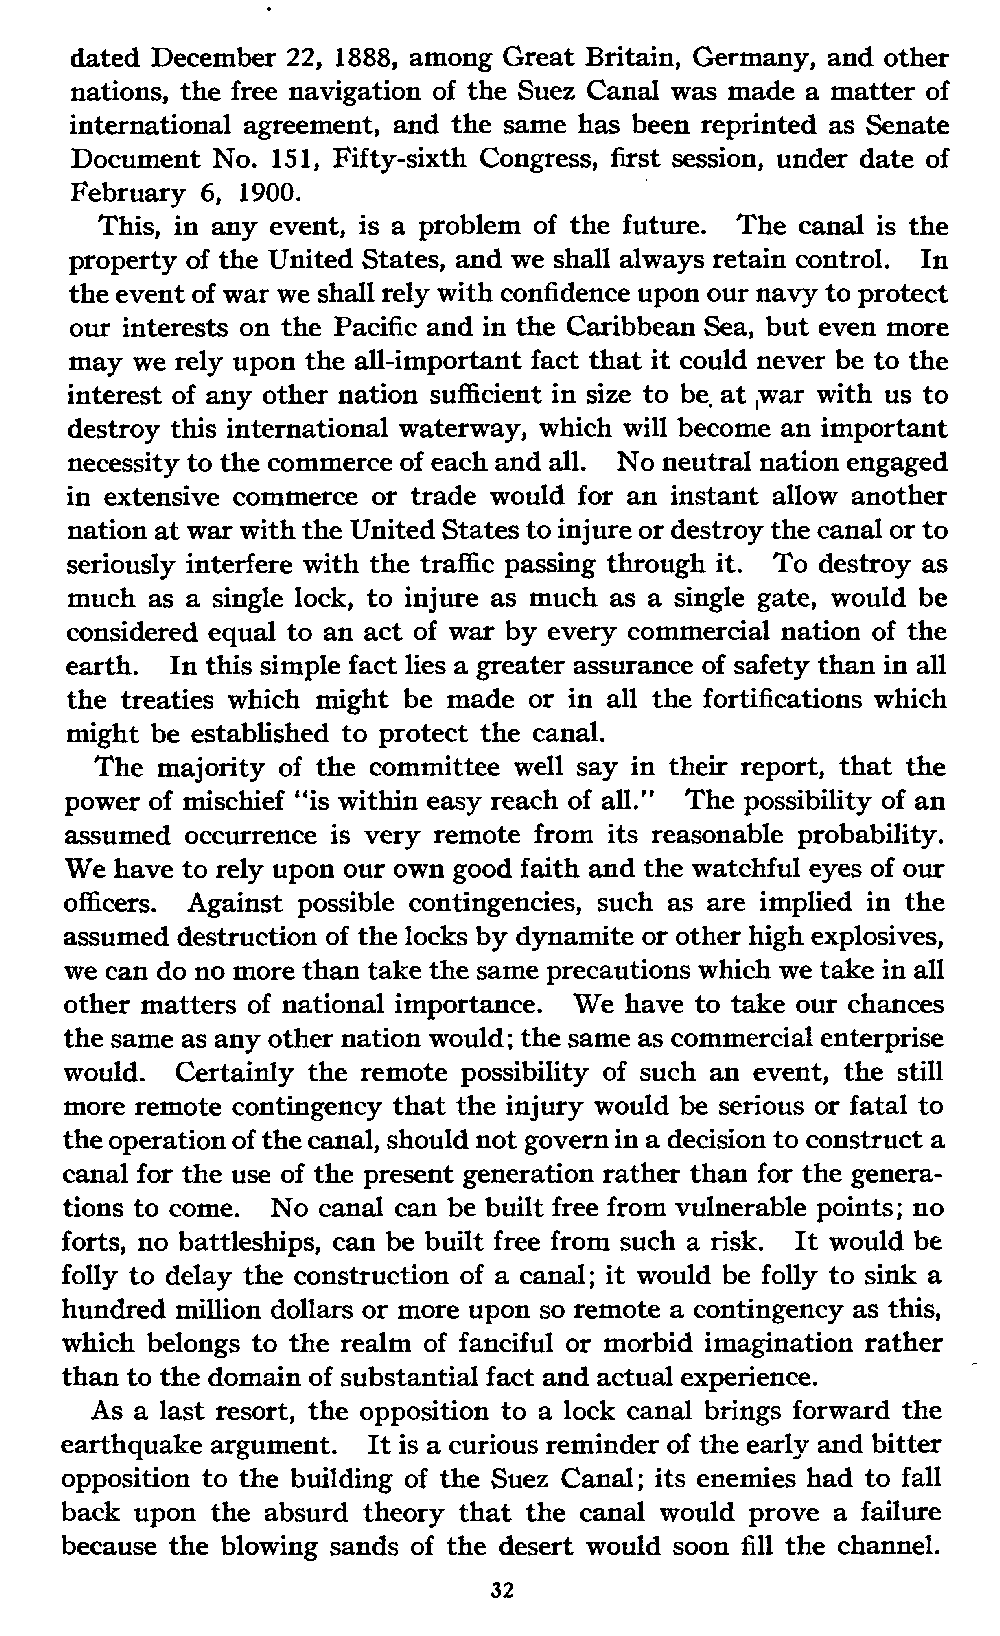 dated December 22, 1888, among Great Britain, Germany, and other
nations, the free navigation of the Suez Canal was made a matter of
international agreement, and the same has been reprinted as Senate
Document No. 151, Fifty-sixth Congress, first session, under date of
February 6, 1900.
This, in any event, is a problem of the future. The canal is the
property of the United States, and we shall always retain control. In
the event of war we shall rely with confidence upon our navy to protect
our interests on the Pacific and in the Caribbean Sea, but even more
may we rely upon the all-important fact that it could never be to the
interest of any other nation sufficient in size to be at war with us to
destroy this international waterway, which will become an important
necessity to the commerce of each and all. No neutral nation engaged
in extensive commerce or trade would for an instant allow another
nation at war with the United States to injure or destroy the canal or to
seriously interfere with the traffic passing through it. To destroy as
much as a single lock, to injure as much as a single gate, would be
considered equal to an act of war by every commercial nation of the
earth. In this simple fact lies a greater assurance of safety than in all
the treaties which might be made or in all the fortifications which
might be established to protect the canal.
The majority of the committee well say in their report, that the
power of mischief "is within easy reach of all." The possibility of an
assumed occurrence is very remote from its reasonable probability.
We have to rely upon our own good faith and the watchful eyes of our
officers. Against possible contingencies, such as are implied in the
assumed destruction of the locks by dynamite or other high explosives,
we can do no more than take the same precautions which we take in all
other matters of national importance. We have to take our chances
the same as any other nation would; the same as commercial enterprise
would. Certainly the remote possibility of such an event, the still
more remote contingency that the injury would be serious or fatal to
the operation of the canal, should not govern in a decision to construct a
canal for the use of the present generation rather than for the genera-
tions to come. No canal can be built free from vulnerable points; no
forts, no battleships, can be built free from such a risk. It would be
folly to delay the construction of a canal; it would be folly to sink a
hundred million dollars or more upon so remote a contingency as this,
which belongs to the realm of fanciful or morbid imagination rather
than to the domain of substantial fact and actual experience.
As a last resort, the opposition to a lock canal brings forward the
earthquake argument. It is a curious reminder of the early and bitter
opposition to the building of the Suez Canal; its enemies had to fall
back upon the absurd theory that the canal would prove a failure
because the blowing sands of the desert would soon fill the channel.
32